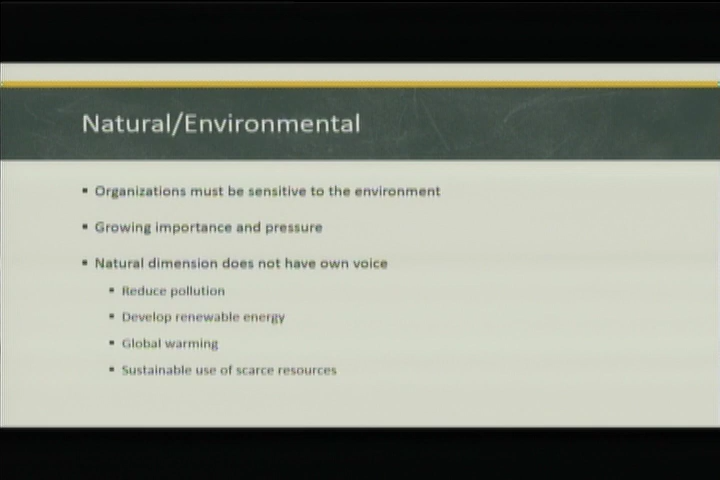 Natural/Environmental
▪ Organizations must be sensitive to the environment
▪ Growing importance and pressure
▪ Natural dimension does not have own voice
▪ Reduce pollution
▪ Develop renewable energy
▪ Global warming
▪ Sustainable use of scarce resources